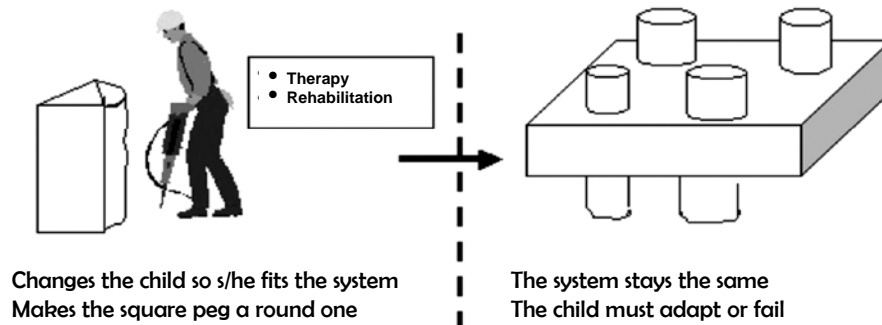 • Therapy
• Rehabilitation
Changes the child so s/he fits the system
Makes the square peg a round one
The system stays the same
The child must adapt or fail